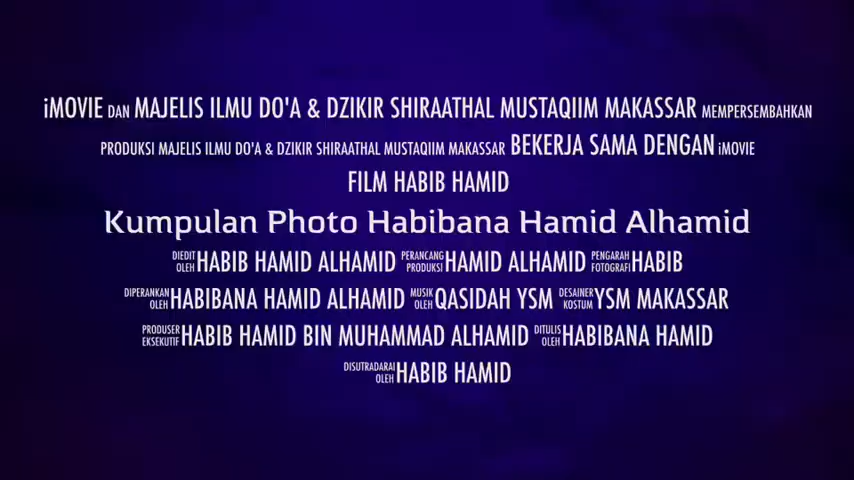 iMOVIE DAN MAJELIS ILMU DO'A & DZIKIR SHIRAATHAL MUSTAQIIM MAKASSAR MEMPERSEMBAHKAN
PRODUKSI MAJELIS ILMU DO'A & DZIKIR SHIRAATHAL MUSTAQIIM MAKASSAR BEKERJA SAMA DENGAN iMOVIE
FILM HABIB HAMID
Kumpulan Photo Habibana Hamid Alhamid
DIEDIT OLEH HABIB HAMID ALHAMID PERANCANG PRODUKSI HAMID ALHAMID PENGARAH FOTOGRAFI HABIB
DIPERANKAN OLEH HABIBANA HAMID ALHAMID MUSIK OLEH QASIDAH YSM DESAINER KOSTUM YSM MAKASSAR
PRODUSER EKSEKUTIF HABIB HAMID BIN MUHAMMAD ALHAMID DITULIS OLEH HABIBANA HAMID
DISUTRADARAI OLEH HABIB HAMID